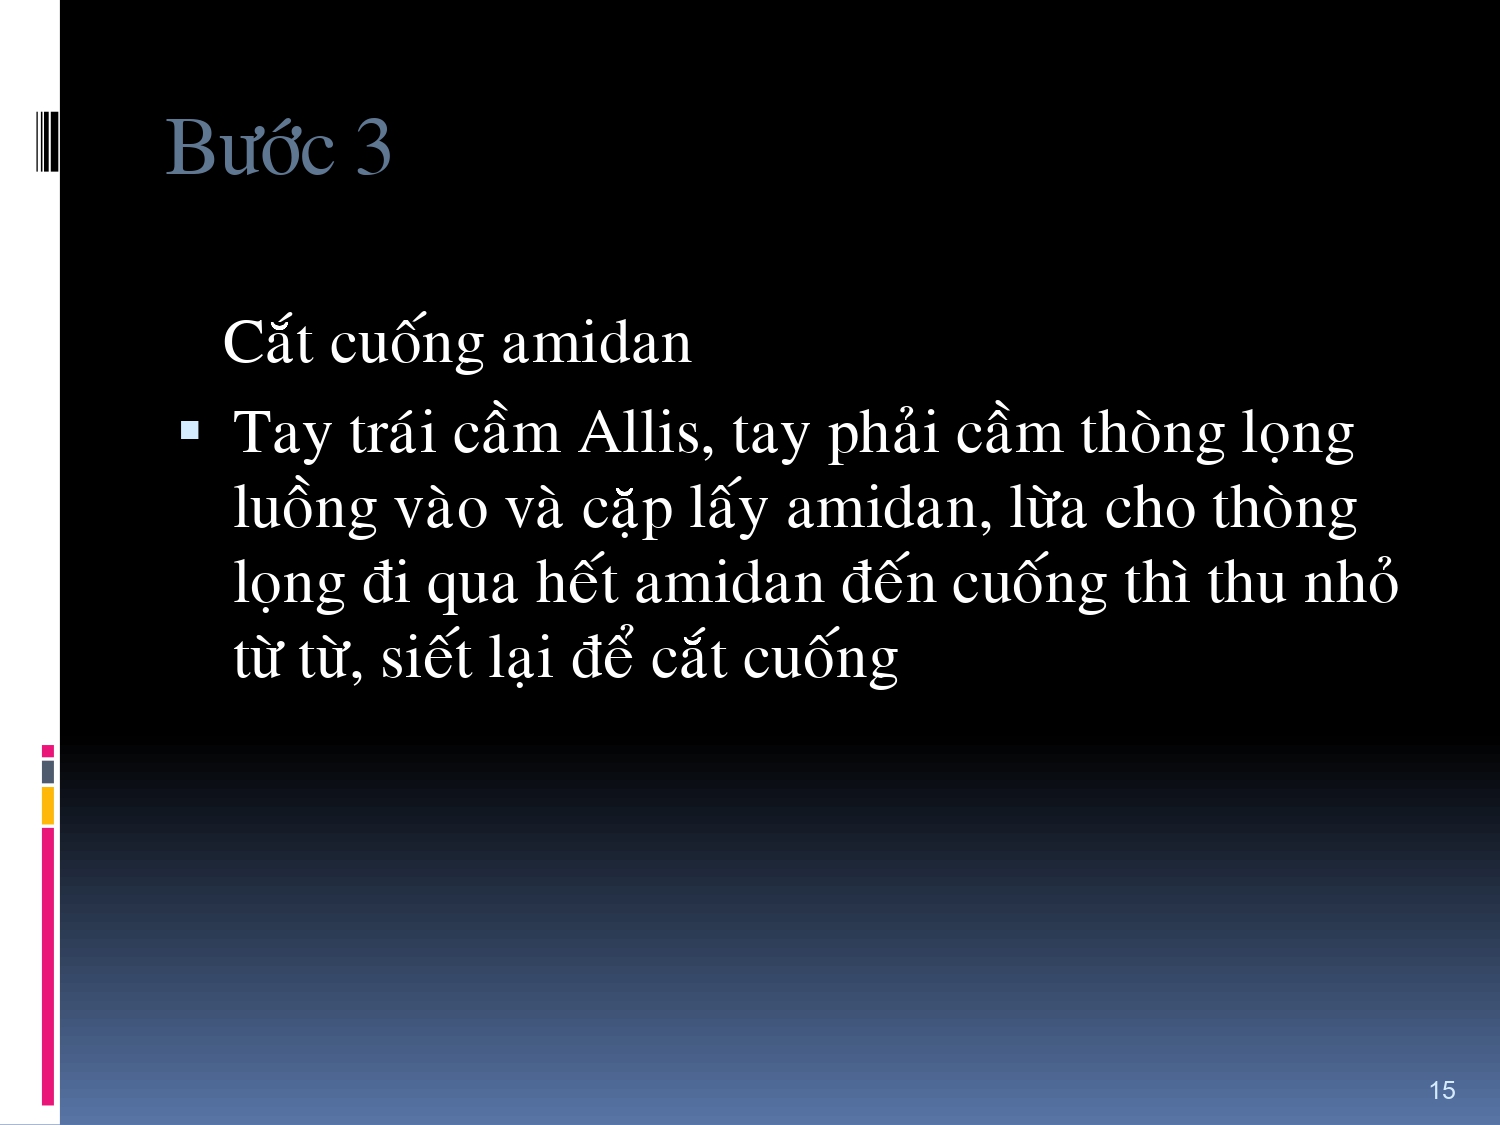 Bước 3
Cắt cuống amidan
▪ Tay trái cầm Allis, tay phải cầm thòng lọng
luồng vào và cặp lấy amidan, lừa cho thòng
lọng đi qua hết amidan đến cuống thì thu nhỏ
từ từ, siết lại để cắt cuống
15